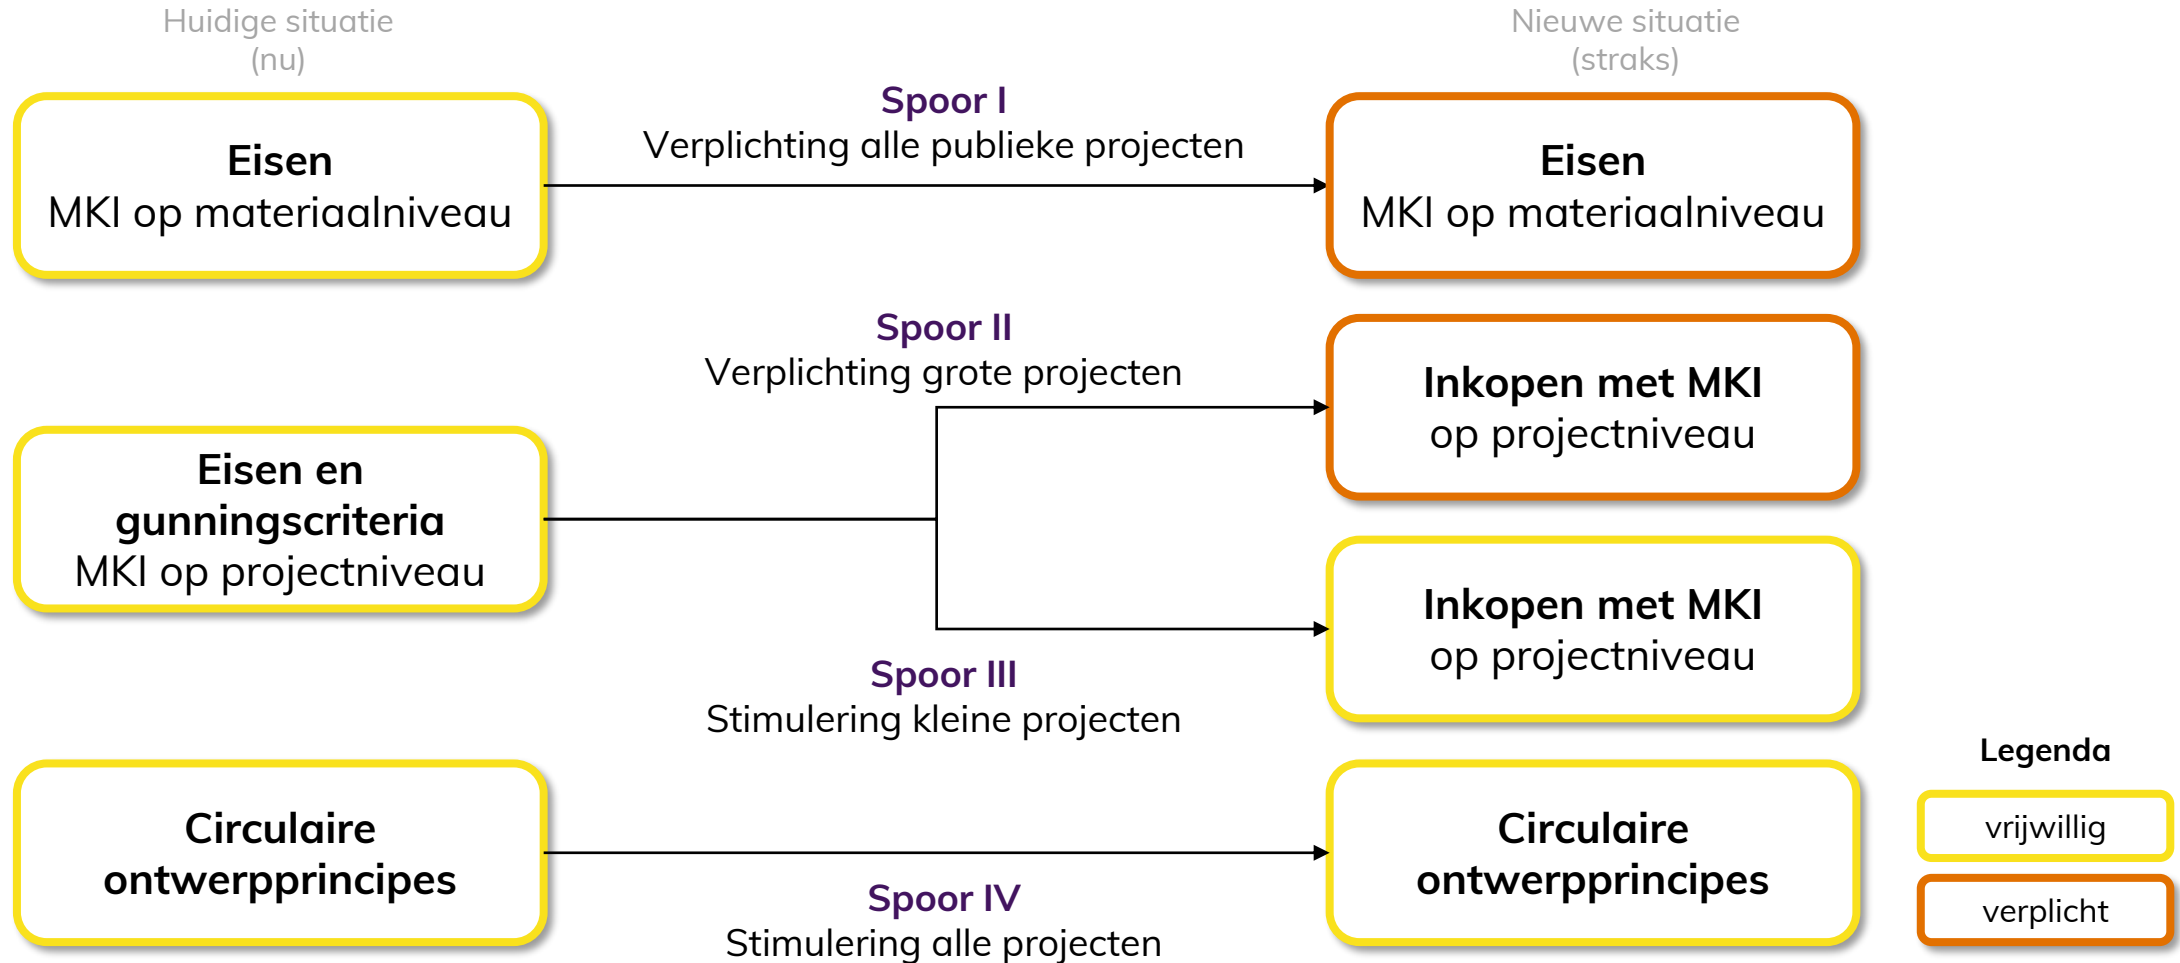 Huidige situatie
(nu)
Nieuwe situatie
(straks)
Eisen
MKI op materiaalniveau
Spoor I
Verplichting alle publieke projecten
Eisen
MKI op materiaalniveau
Spoor II
Verplichting grote projecten
Inkopen met MKI
op projectniveau
Eisen en
gunningscriteria
MKI op projectniveau
Inkopen met MKI
op projectniveau
Spoor III
Stimulering kleine projecten
Circulaire
ontwerpprincipes
Spoor IV
Stimulering alle projecten
Circulaire
ontwerpprincipes
Legenda
vrijwillig
verplicht